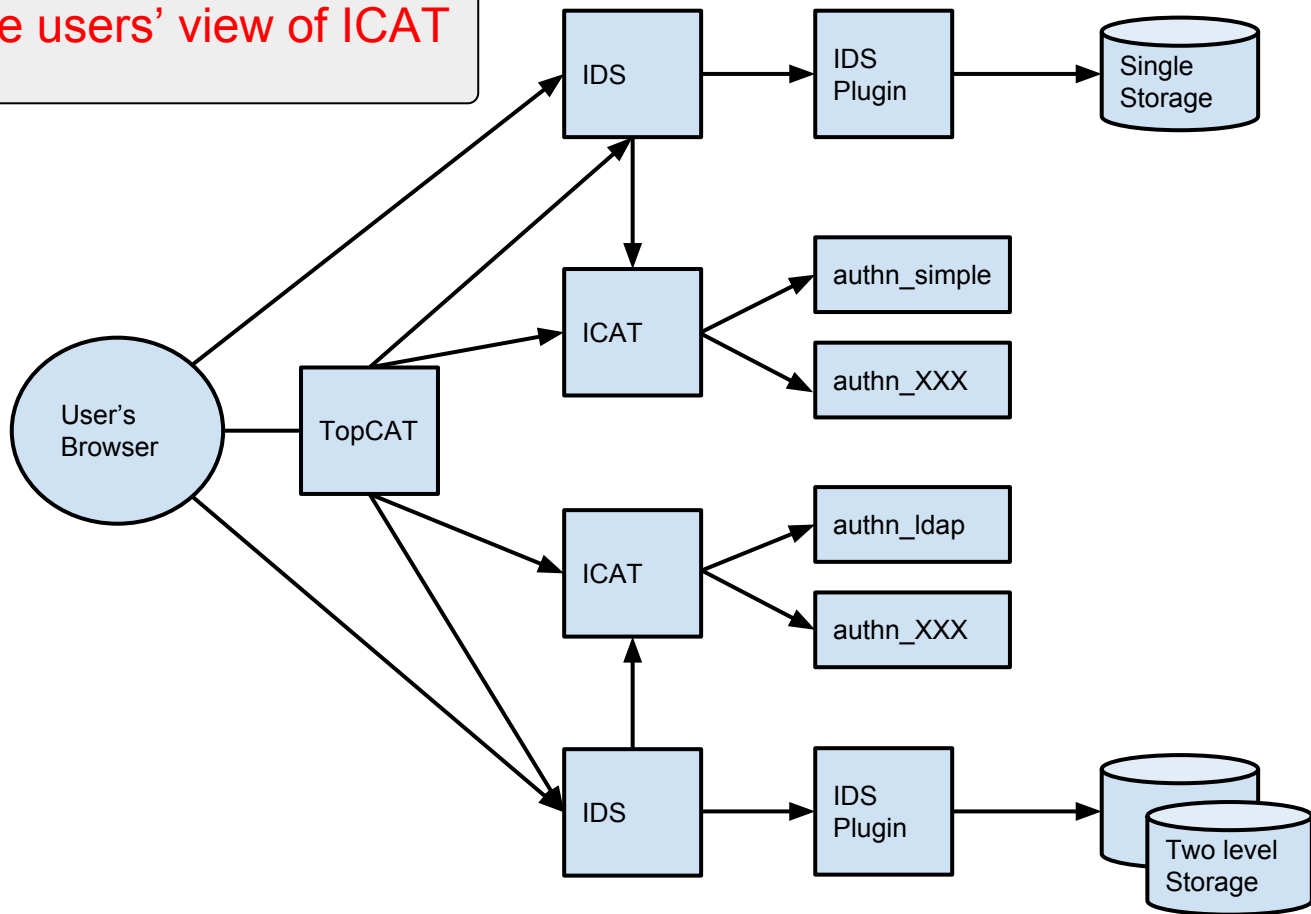 e users’ view of ICAT
IDS
IDS
Plugin
Single
Storage
authn_simple
ICAT
authn_XXX
User's
Browser
TopCAT
authn_ldap
ICAT
authn_XXX
IDS
IDS
Plugin
Two level
Storage